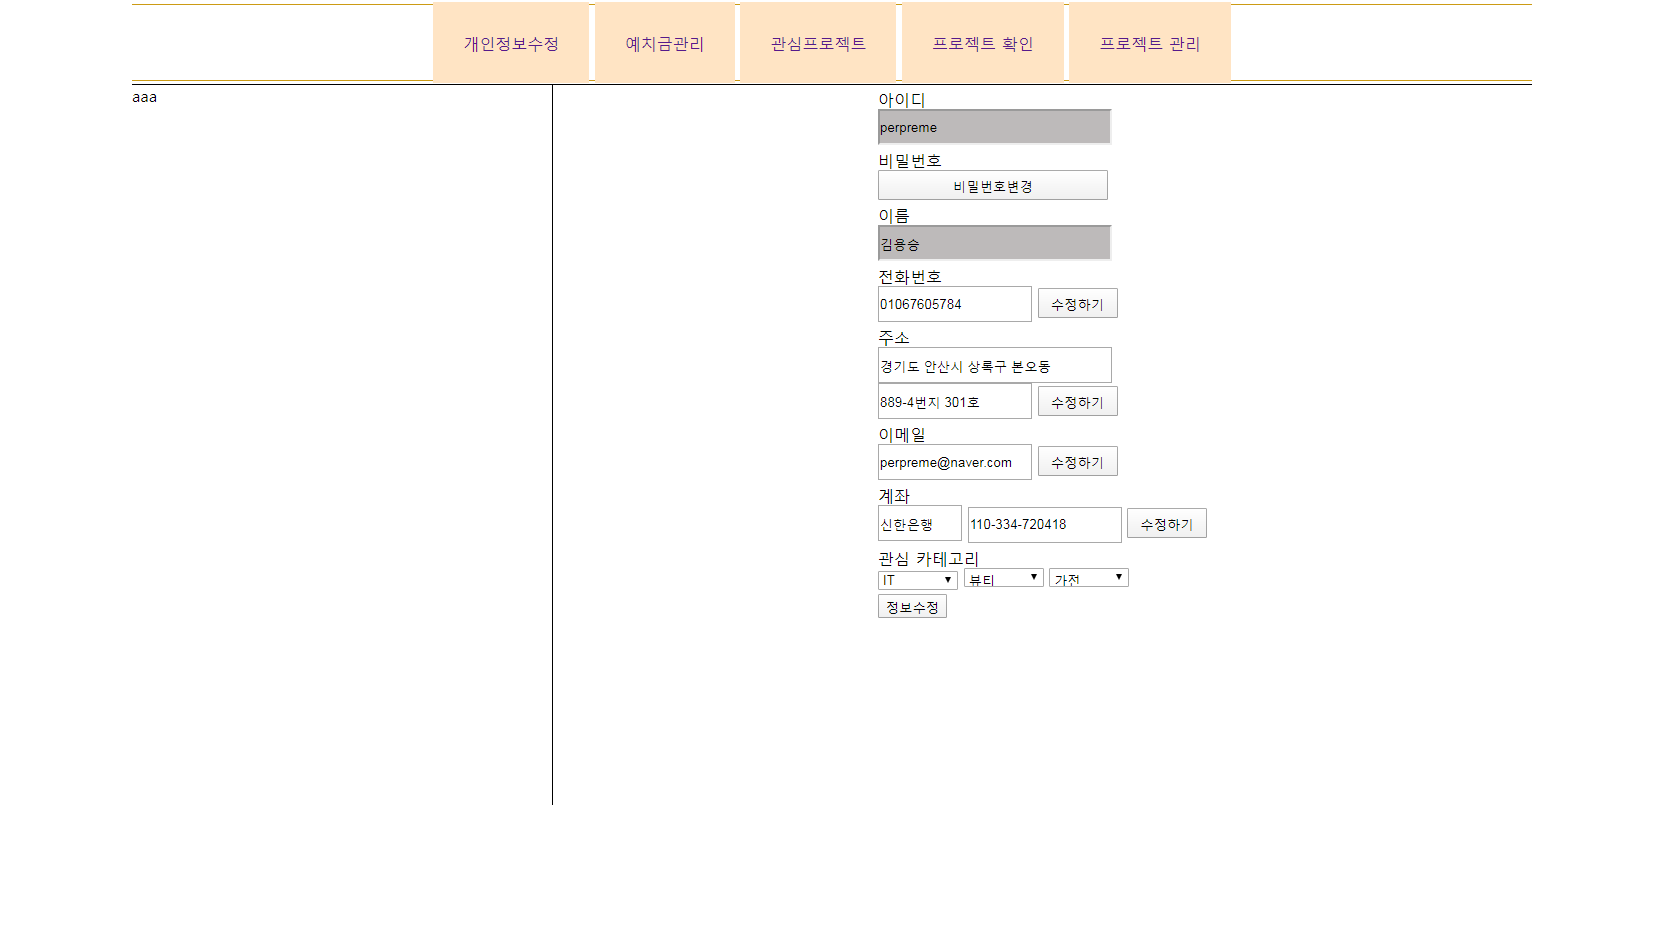 개인정보수정 예치금관리 관심프로젝트 프로젝트 확인 프로젝트 관리
aaa
아이디
perpreme
비밀번호
비밀번호변경
이름
김용승
전화번호
01067605784 수정하기
주소
경기도 안산시 상록구 본오동
889-4번지 301호 수정하기
이메일
perpreme@naver.com 수정하기
계좌
신한은행 110-334-720418 수정하기
관심 카테고리
IT 뷰티 가전
정보수정